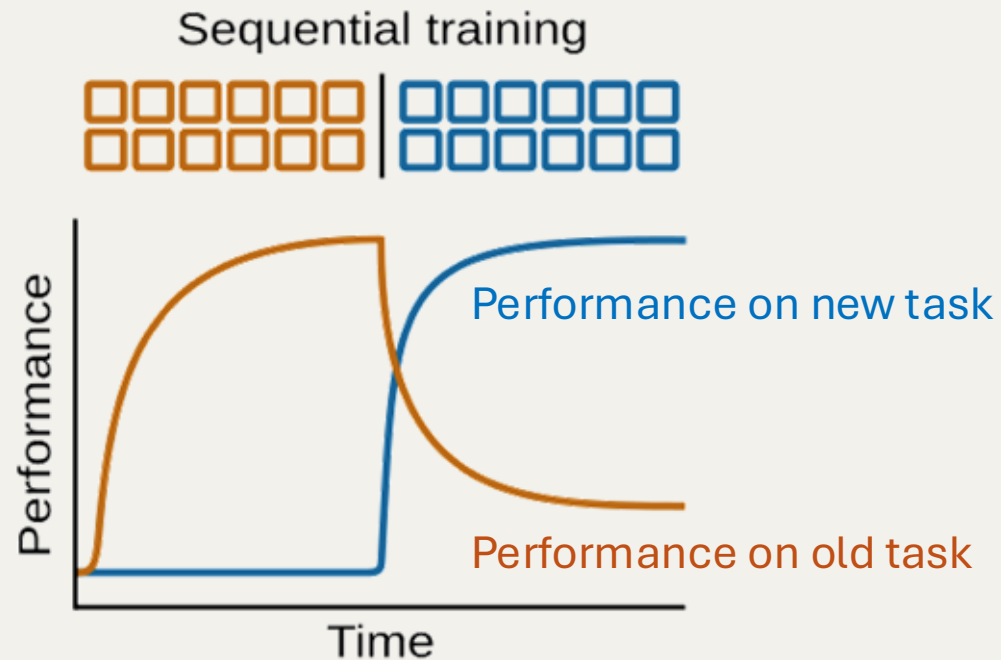 Sequential training
Performance
Performance on new task
Performance on old task
Time